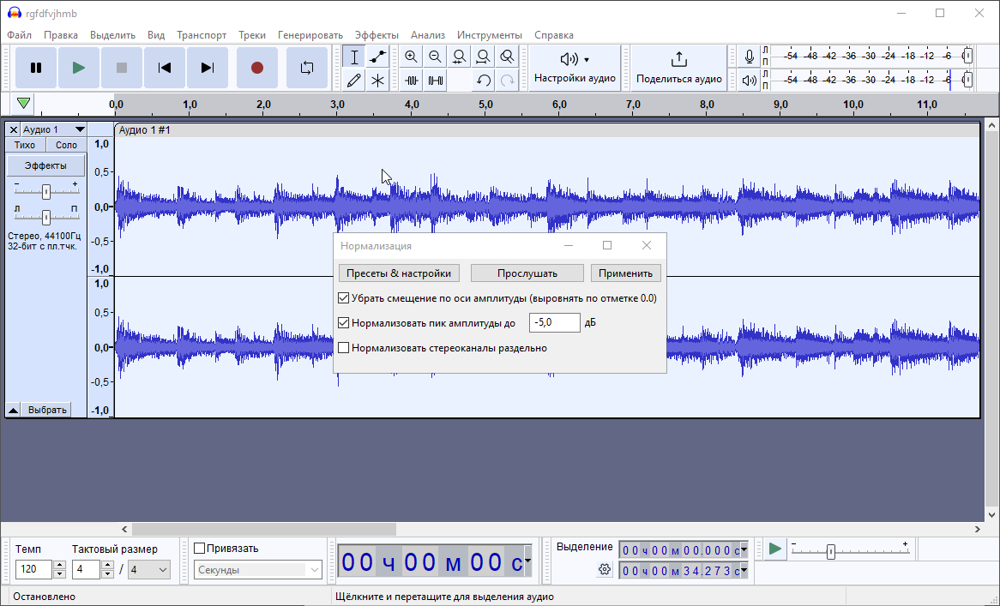 rgfdfvjhmb
Файл Правка Выделить Вид Транспорт Треки Генерировать Эффекты Анализ Инструменты Справка
Настройки аудио
Поделиться аудио
Л
П
-54 -48 -42 -36 -30 -24 -18 -12 -6 0
Л
П
-54 -48 -42 -36 -30 -24 -18 -12 -6 0
0,0 1,0 2,0 3,0 4,0 5,0 6,0 7,0 8,0 9,0 10,0 11,0
Аудио 1
Аудио 1 #1
Тихо Соло
Эффекты
- +
Л П
Стерео, 44100Гц
32-бит с пл.тчк.
1,0
0,5
0,0
-0,5
-1,0
1,0
0,5
0,0
-0,5
-1,0
Выбрать
Нормализация
Пресеты & настройки Прослушать Применить
Убрать смещение по оси амплитуды (выровнять по отметке 0.0)
Нормализовать пик амплитуды до -5,0 дБ
Нормализовать стереоканалы раздельно
Темп
120
Тактовый размер
4 / 4
Привязать
Секунды
00 ч 00 м 00 с
Выделение
00 ч 00 м 00.000 с
00 ч 00 м 34.273 с
- +
Остановлено
Щёлкните и перетащите для выделения аудио